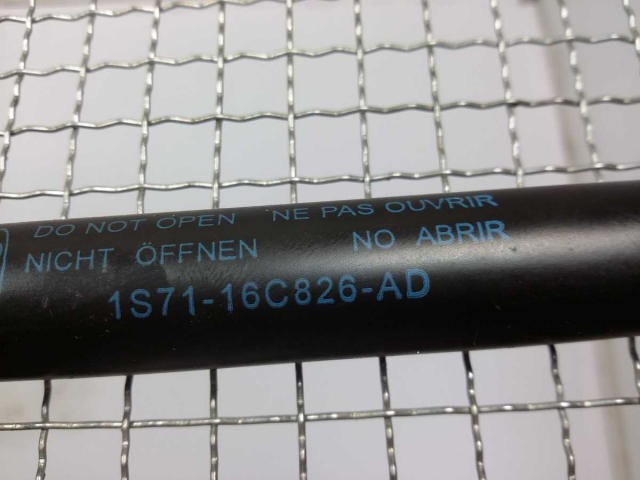 DO NOT OPEN NE PAS OUVRIR
NICHT ÖFFNEN NO ABRIR
1S71-16C826-AD